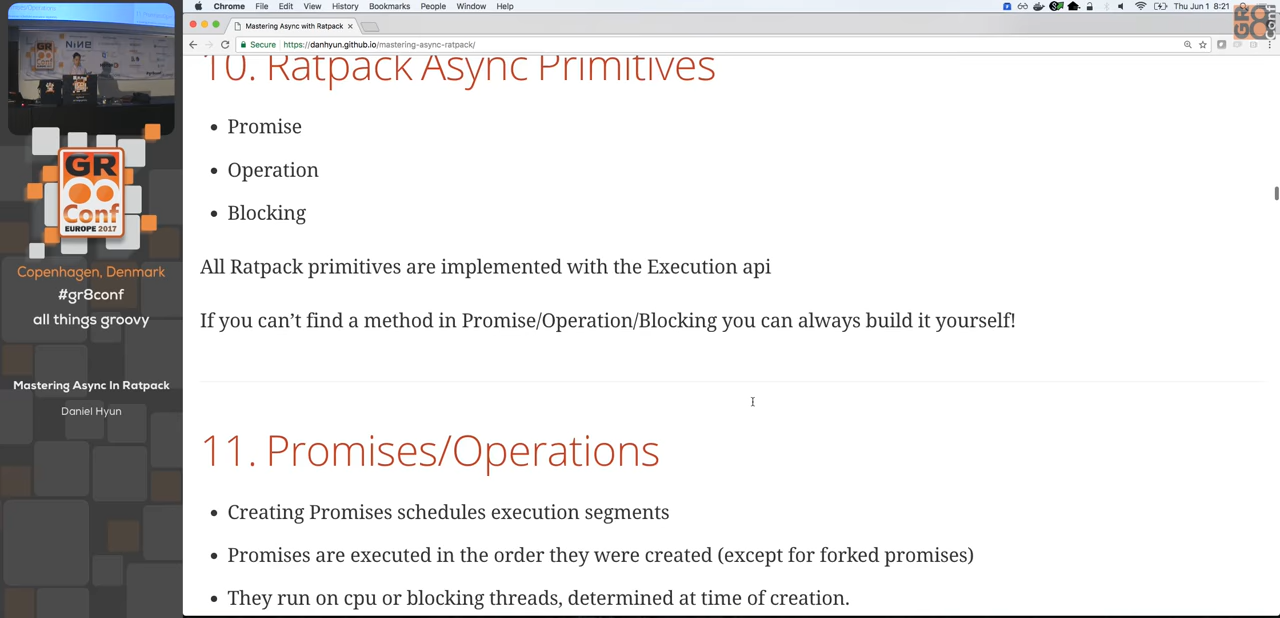 Chrome File Edit View History Bookmarks People Window Help
Thu Jun 1 8:21
Mastering Async with Ratpack
Secure https://danhyun.github.io/mastering-async-ratpack/
10. Ratpack Async Primitives
Promise
Operation
Blocking
All Ratpack primitives are implemented with the Execution api
If you can’t find a method in Promise/Operation/Blocking you can always build it yourself!
11. Promises/Operations
Creating Promises schedules execution segments
Promises are executed in the order they were created (except for forked promises)
They run on cpu or blocking threads, determined at time of creation.
GR
Conf
EUROPE 2017
Copenhagen, Denmark
#gr8conf
all things groovy
Mastering Async In Ratpack
Daniel Hyun